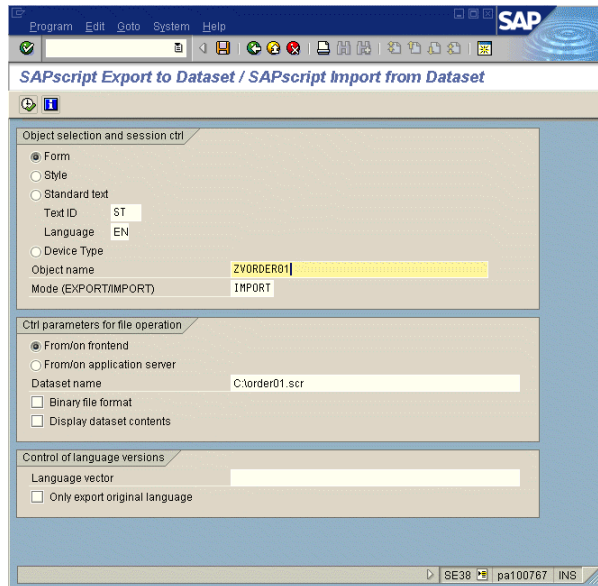 SAP
Program Edit Goto System Help
SAPscript Export to Dataset / SAPscript Import from Dataset
Object selection and session ctrl
Form
Style
Standard text
Text ID ST
Language EN
Device Type
Object name ZVORDER01
Mode (EXPORT/IMPORT) IMPORT
Ctrl parameters for file operation
From/on frontend
From/on application server
Dataset name C:\order01.scr
Binary file format
Display dataset contents
Control of language versions
Language vector
Only export original language
SE38 pa100767 INS